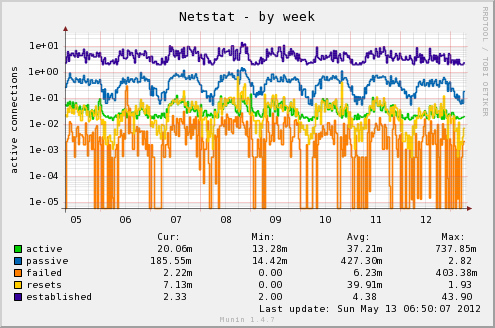 Netstat - by week
RRDTOOL / TOBI OETIKER
active connections
1e+01
1e+00
1e-01
1e-02
1e-03
1e-04
1e-05
05 06 07 08 09 10 11 12
Cur: Min: Avg: Max:
active 20.06m 13.28m 37.21m 737.85m
passive 185.55m 14.42m 427.30m 2.82
failed 2.22m 0.00 6.23m 403.38m
resets 7.13m 0.00 39.91m 1.93
established 2.33 2.00 4.38 43.90
Last update: Sun May 13 06:50:07 2012
Munin 1.4.7